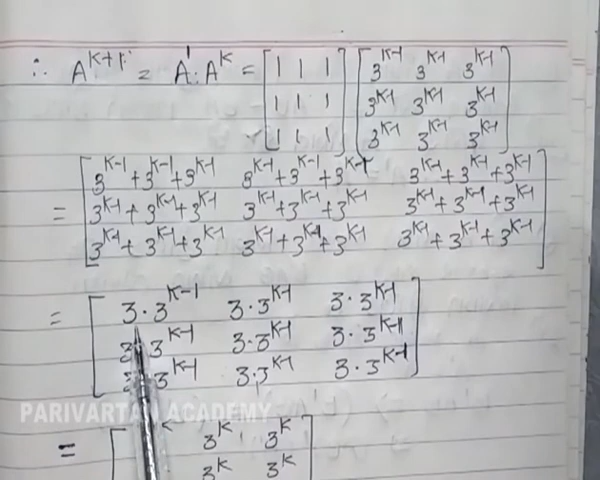 ∴ A^{k+1} = A^1·A^k = [1 1 1] [3^{k-1} 3^{k-1} 3^{k-1}]
1 1 1 3^{k-1} 3^{k-1} 3^{k-1}
1 1 1 3^{k-1} 3^{k-1} 3^{k-1}
3^{k-1}+3^{k-1}+3^{k-1} 3^{k-1}+3^{k-1}+3^{k-1} 3^{k-1}+3^{k-1}+3^{k-1}
= 3^{k-1}+3^{k-1}+3^{k-1} 3^{k-1}+3^{k-1}+3^{k-1} 3^{k-1}+3^{k-1}+3^{k-1}
3^{k-1}+3^{k-1}+3^{k-1} 3^{k-1}+3^{k-1}+3^{k-1} 3^{k-1}+3^{k-1}+3^{k-1}
= 3·3^{k-1} 3·3^{k-1} 3·3^{k-1}
3·3^{k-1} 3·3^{k-1} 3·3^{k-1}
3·3^{k-1} 3·3^{k-1} 3·3^{k-1}
PARIVARTAN ACADEMY
= 3^k 3^k
3^k 3^k